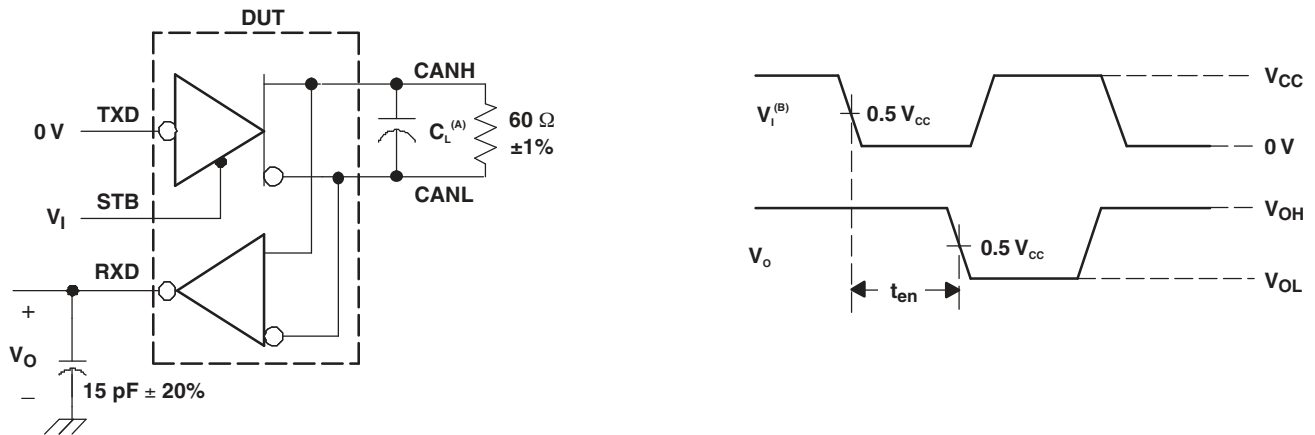 DUT
CANH
TXD
0 V
C_L^(A)
60 Ω
±1%
STB
V_I
CANL
RXD
+
V_O
–
15 pF ± 20%
V_CC
V_I^(B)
0.5 V_CC
0 V
V_OH
V_O
0.5 V_CC
t_en
V_OL